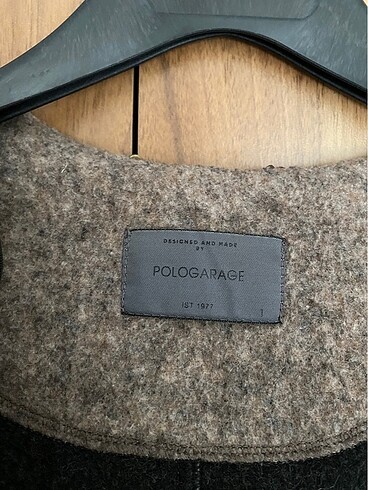 DESIGNED AND MADE
BY
POLOGARAGE
IST 1977